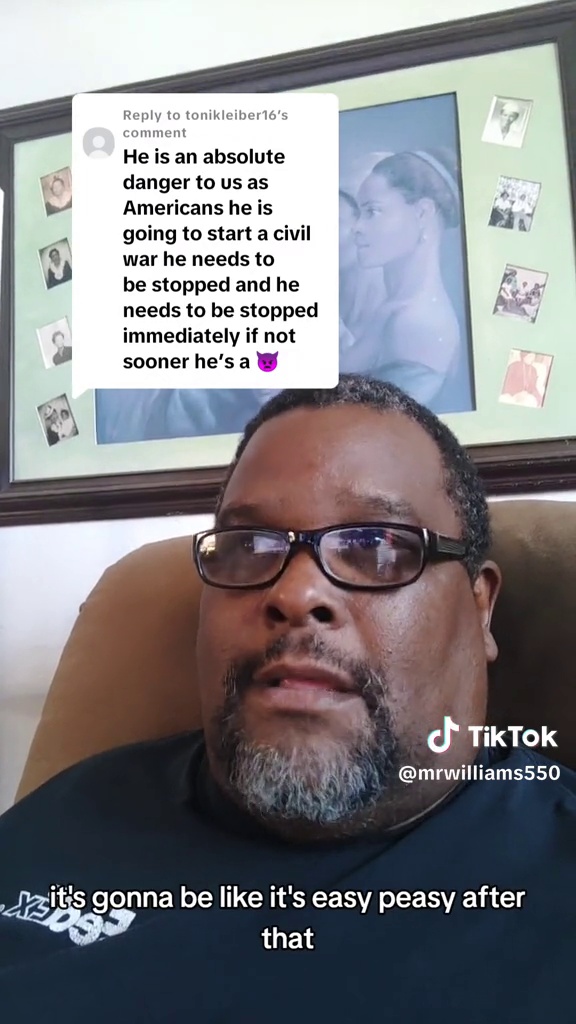 Reply to tonikleiber16's
comment
He is an absolute
danger to us as
Americans he is
going to start a civil
war he needs to
be stopped and he
needs to be stopped
immediately if not
sooner he's a 👿
TikTok
@mrwilliams550
it's gonna be like it's easy peasy after
that